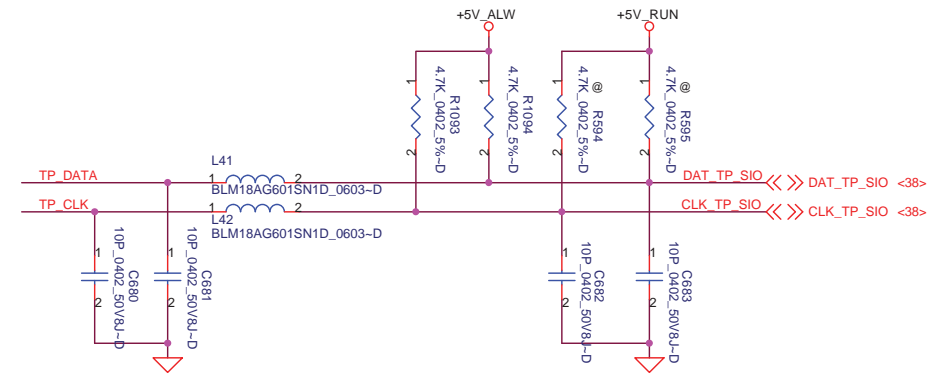 +5V_ALW
+5V_RUN
1
4.7K_0402_5%~D
R1093
2
1
4.7K_0402_5%~D
R1094
2
1
@
4.7K_0402_5%~D
R594
2
1
@
4.7K_0402_5%~D
R595
2
L41
TP_DATA
1
2
BLM18AG601SN1D_0603~D
DAT_TP_SIO
DAT_TP_SIO <38>
TP_CLK
1
2
L42
BLM18AG601SN1D_0603~D
CLK_TP_SIO
CLK_TP_SIO <38>
1
10P_0402_50V8J~D
C680
2
1
10P_0402_50V8J~D
C681
2
1
10P_0402_50V8J~D
C682
2
1
10P_0402_50V8J~D
C683
2